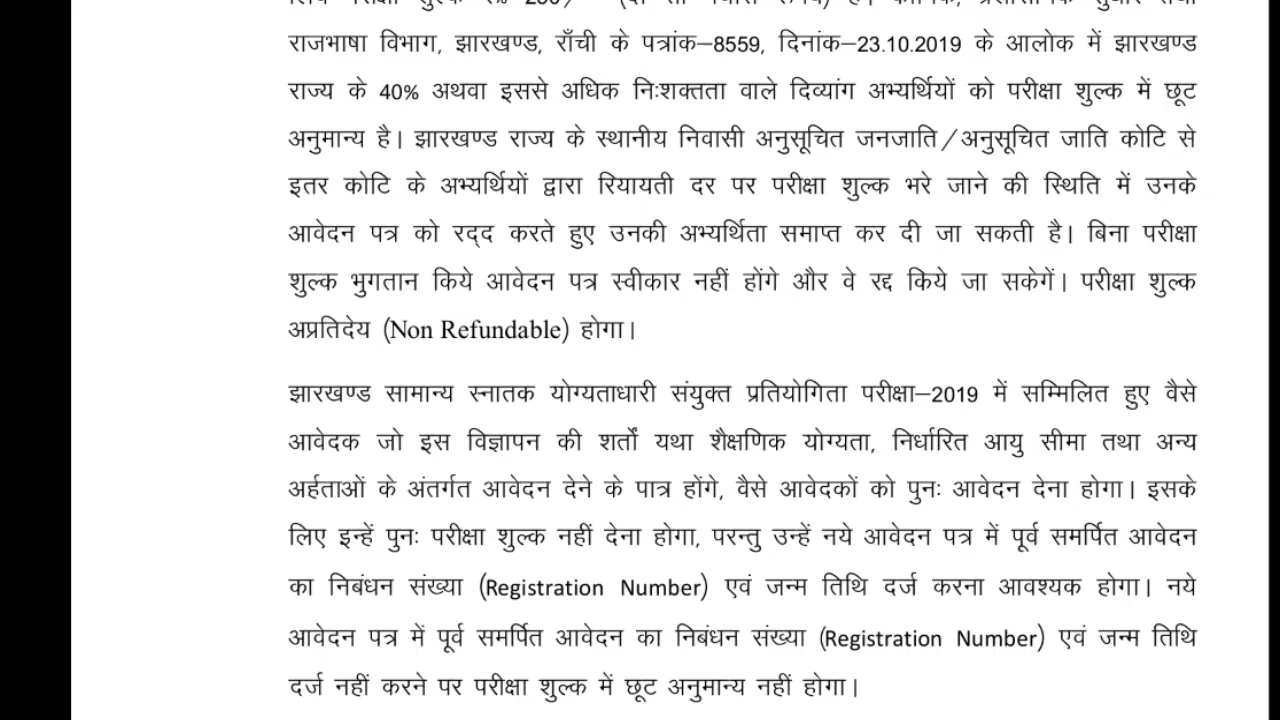 राजभाषा विभाग, झारखण्ड, राँची के पत्रांक–8559, दिनांक–23.10.2019 के आलोक में झारखण्ड
राज्य के 40% अथवा इससे अधिक निःशक्तता वाले दिव्यांग अभ्यर्थियों को परीक्षा शुल्क में छूट
अनुमान्य है। झारखण्ड राज्य के स्थानीय निवासी अनुसूचित जनजाति/अनुसूचित जाति कोटि से
इतर कोटि के अभ्यर्थियों द्वारा रियायती दर पर परीक्षा शुल्क भरे जाने की स्थिति में उनके
आवेदन पत्र को रद्द करते हुए उनकी अभ्यर्थिता समाप्त कर दी जा सकती है। बिना परीक्षा
शुल्क भुगतान किये आवेदन पत्र स्वीकार नहीं होंगे और वे रद्द किये जा सकेगें। परीक्षा शुल्क
अप्रतिदेय (Non Refundable) होगा।
झारखण्ड सामान्य स्नातक योग्यताधारी संयुक्त प्रतियोगिता परीक्षा–2019 में सम्मिलित हुए वैसे
आवेदक जो इस विज्ञापन की शर्तों यथा शैक्षणिक योग्यता, निर्धारित आयु सीमा तथा अन्य
अर्हताओं के अंतर्गत आवेदन देने के पात्र होंगे, वैसे आवेदकों को पुनः आवेदन देना होगा। इसके
लिए इन्हें पुनः परीक्षा शुल्क नहीं देना होगा, परन्तु उन्हें नये आवेदन पत्र में पूर्व समर्पित आवेदन
का निबंधन संख्या (Registration Number) एवं जन्म तिथि दर्ज करना आवश्यक होगा। नये
आवेदन पत्र में पूर्व समर्पित आवेदन का निबंधन संख्या (Registration Number) एवं जन्म तिथि
दर्ज नहीं करने पर परीक्षा शुल्क में छूट अनुमान्य नहीं होगा।